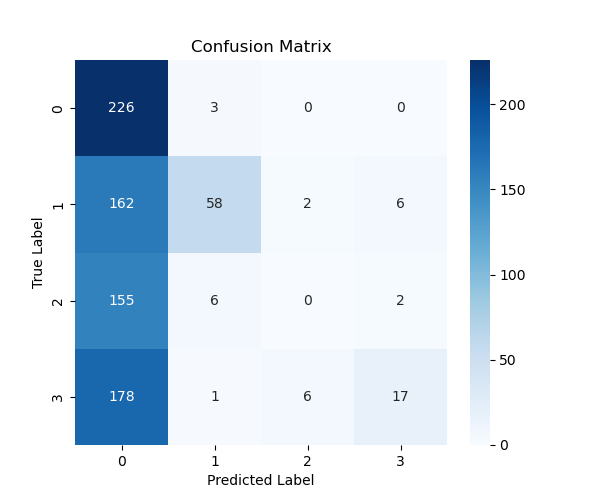 Confusion Matrix
True Label
0 226 3 0 0
1 162 58 2 6
2 155 6 0 2
3 178 1 6 17
0 1 2 3
Predicted Label
200
150
100
50
0